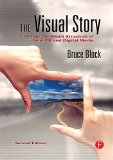 THE Visual Story
Creating the Visual Structure of
Film, TV and Digital Media
Bruce Block
Second Edition